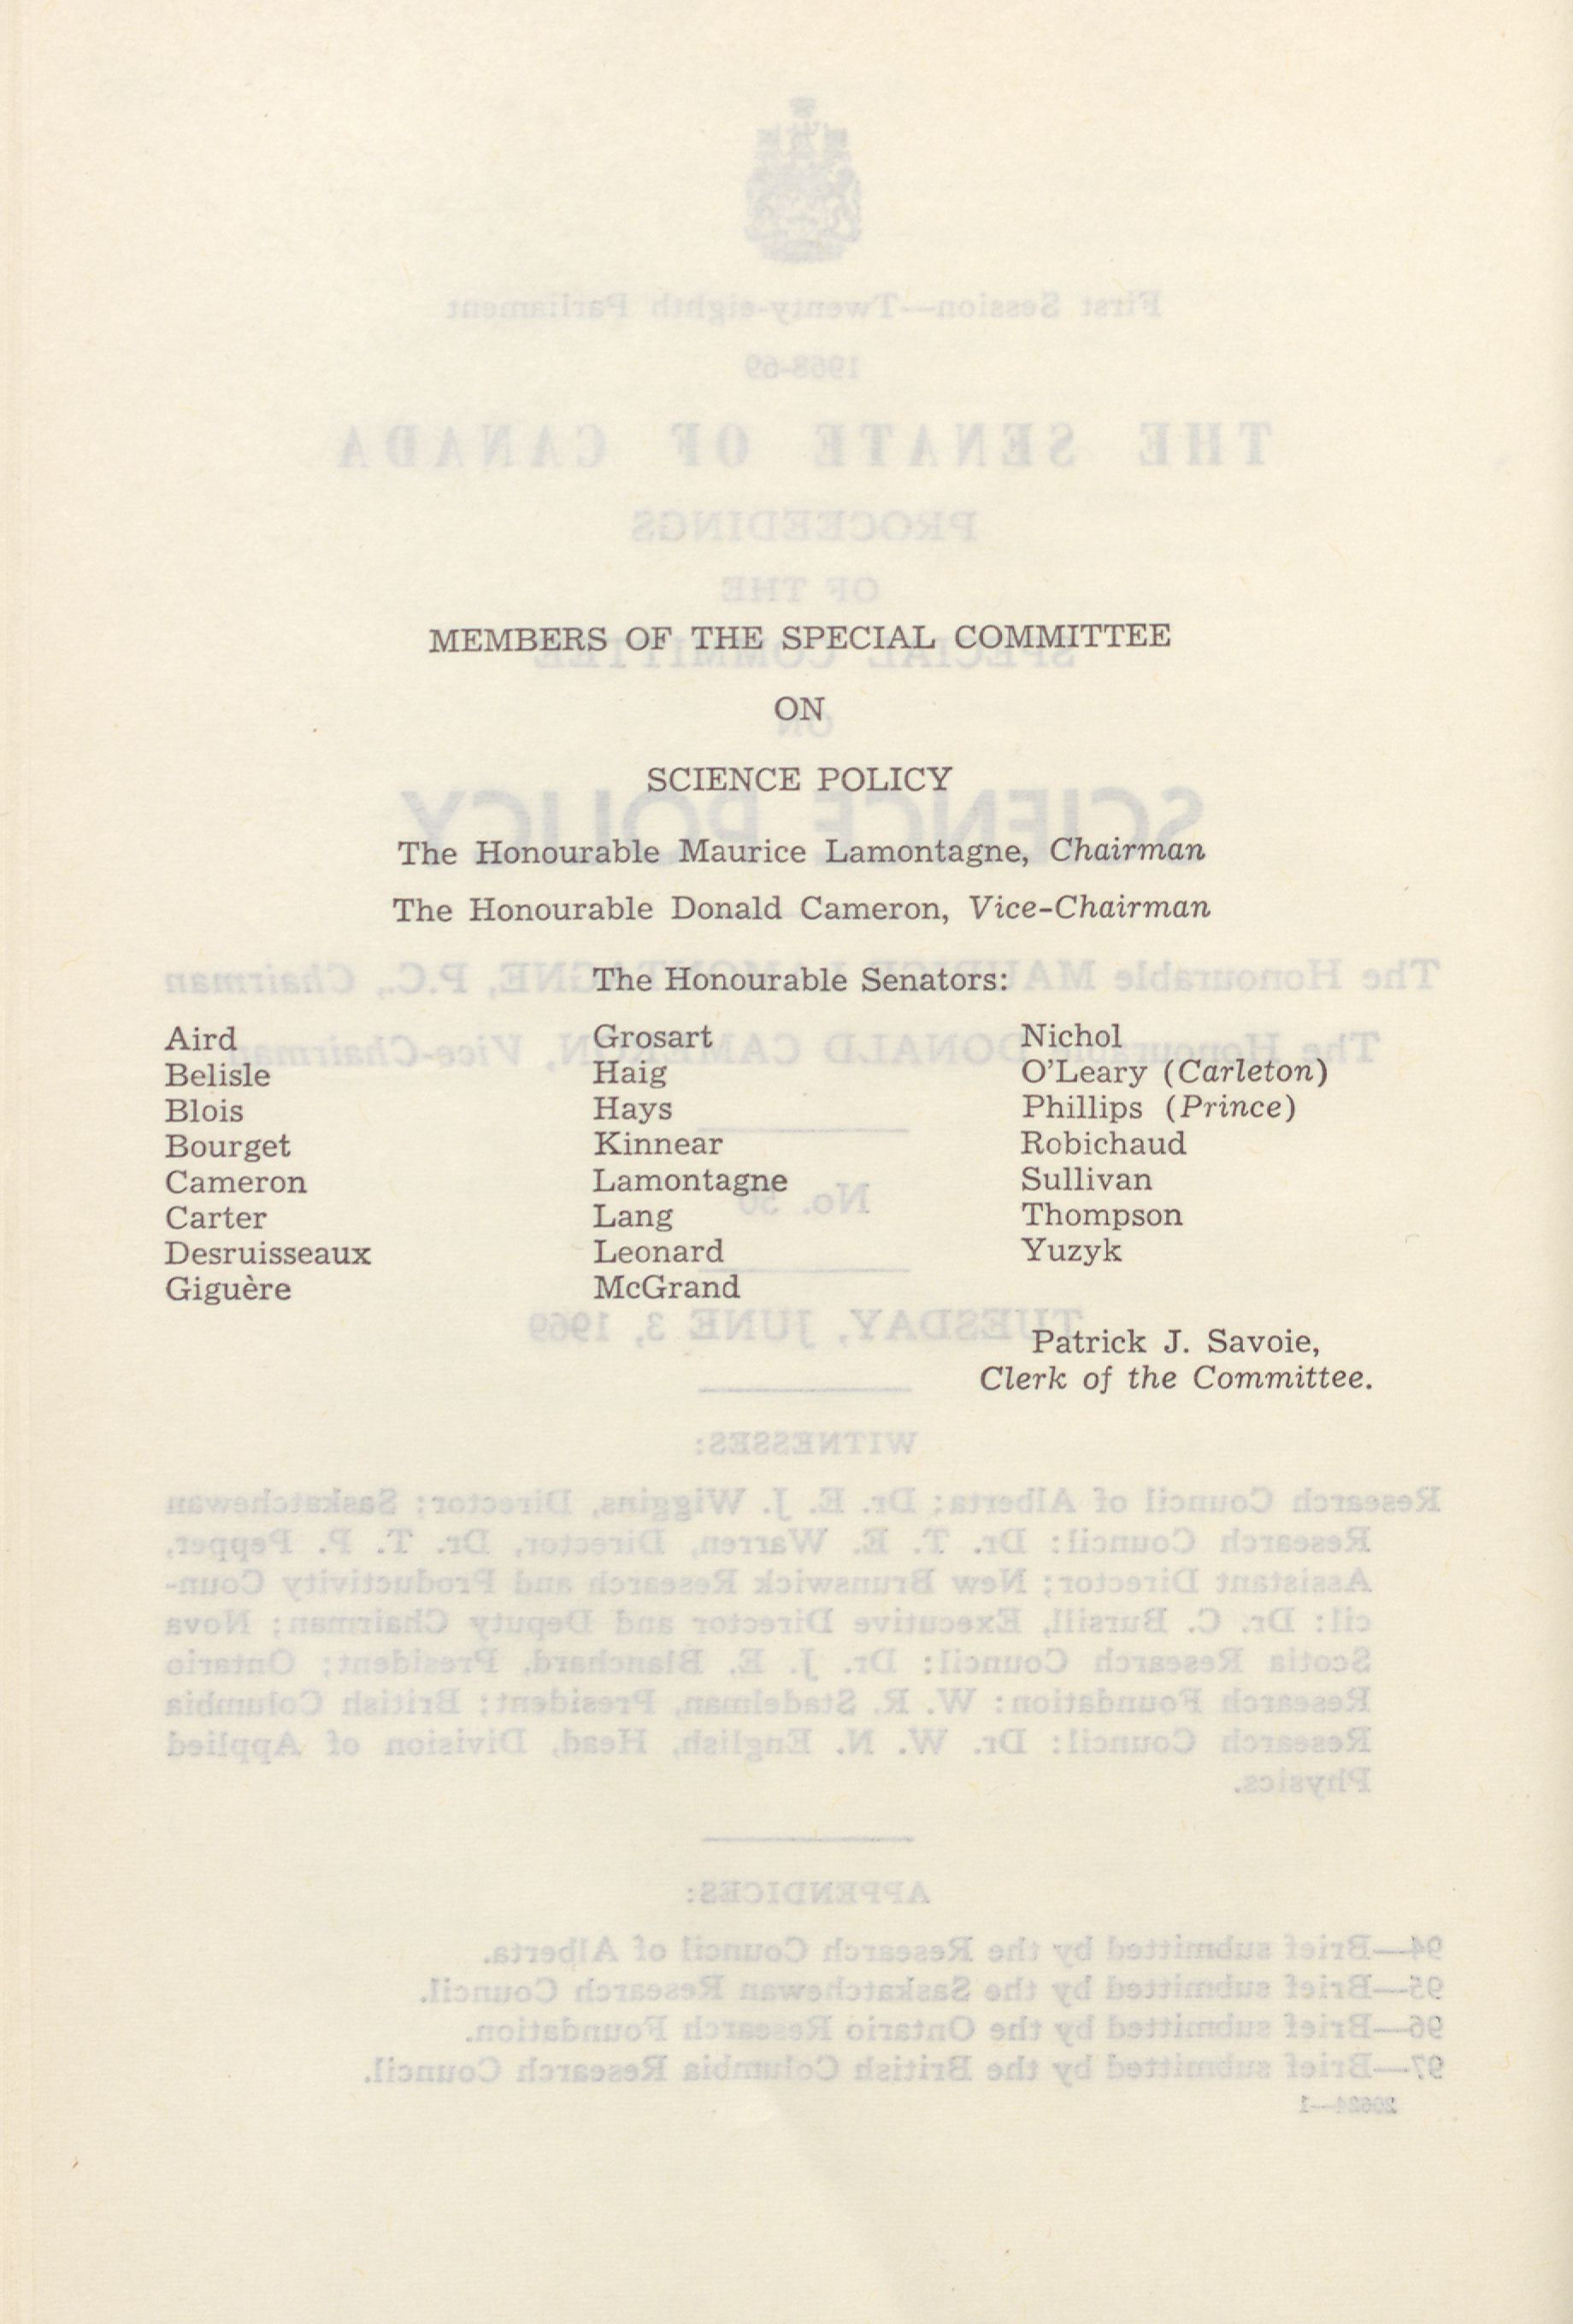 MEMBERS OF THE SPECIAL COMMITTEE
ON
SCIENCE POLICY
The Honourable Maurice Lamontagne, Chairman
The Honourable Donald Cameron, Vice-Chairman
The Honourable Senators:
Aird
Belisle
Blois
Bourget
Cameron
Carter
Desruisseaux
Giguère
Grosart
Haig
Hays
Kinnear
Lamontagne
Lang
Leonard
McGrand
Nichol
O'Leary (Carleton)
Phillips (Prince)
Robichaud
Sullivan
Thompson
Yuzyk
Patrick J. Savoie,
Clerk of the Committee.